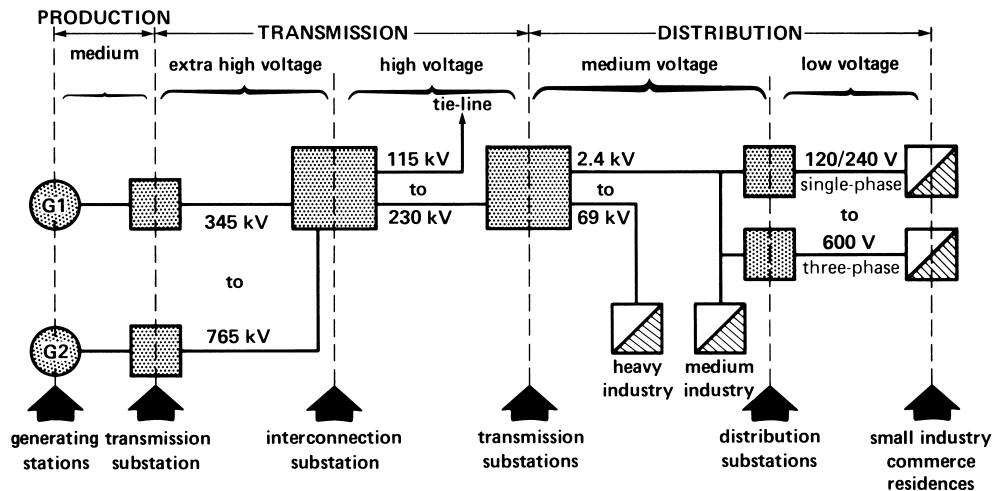 PRODUCTION
TRANSMISSION
DISTRIBUTION
medium
extra high voltage
high voltage
medium voltage
low voltage
tie-line
115 kV
to
230 kV
2.4 kV
to
69 kV
120/240 V
single-phase
to
600 V
three-phase
G1
345 kV
to
765 kV
G2
heavy
industry
medium
industry
generating
stations
transmission
substation
interconnection
substation
transmission
substations
distribution
substations
small industry
commerce
residences